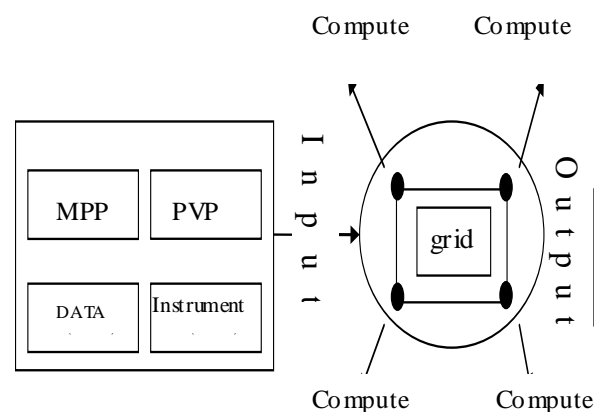 Compute Compute
Input
Output
MPP PVP
grid
DATA Instrument
Compute Compute